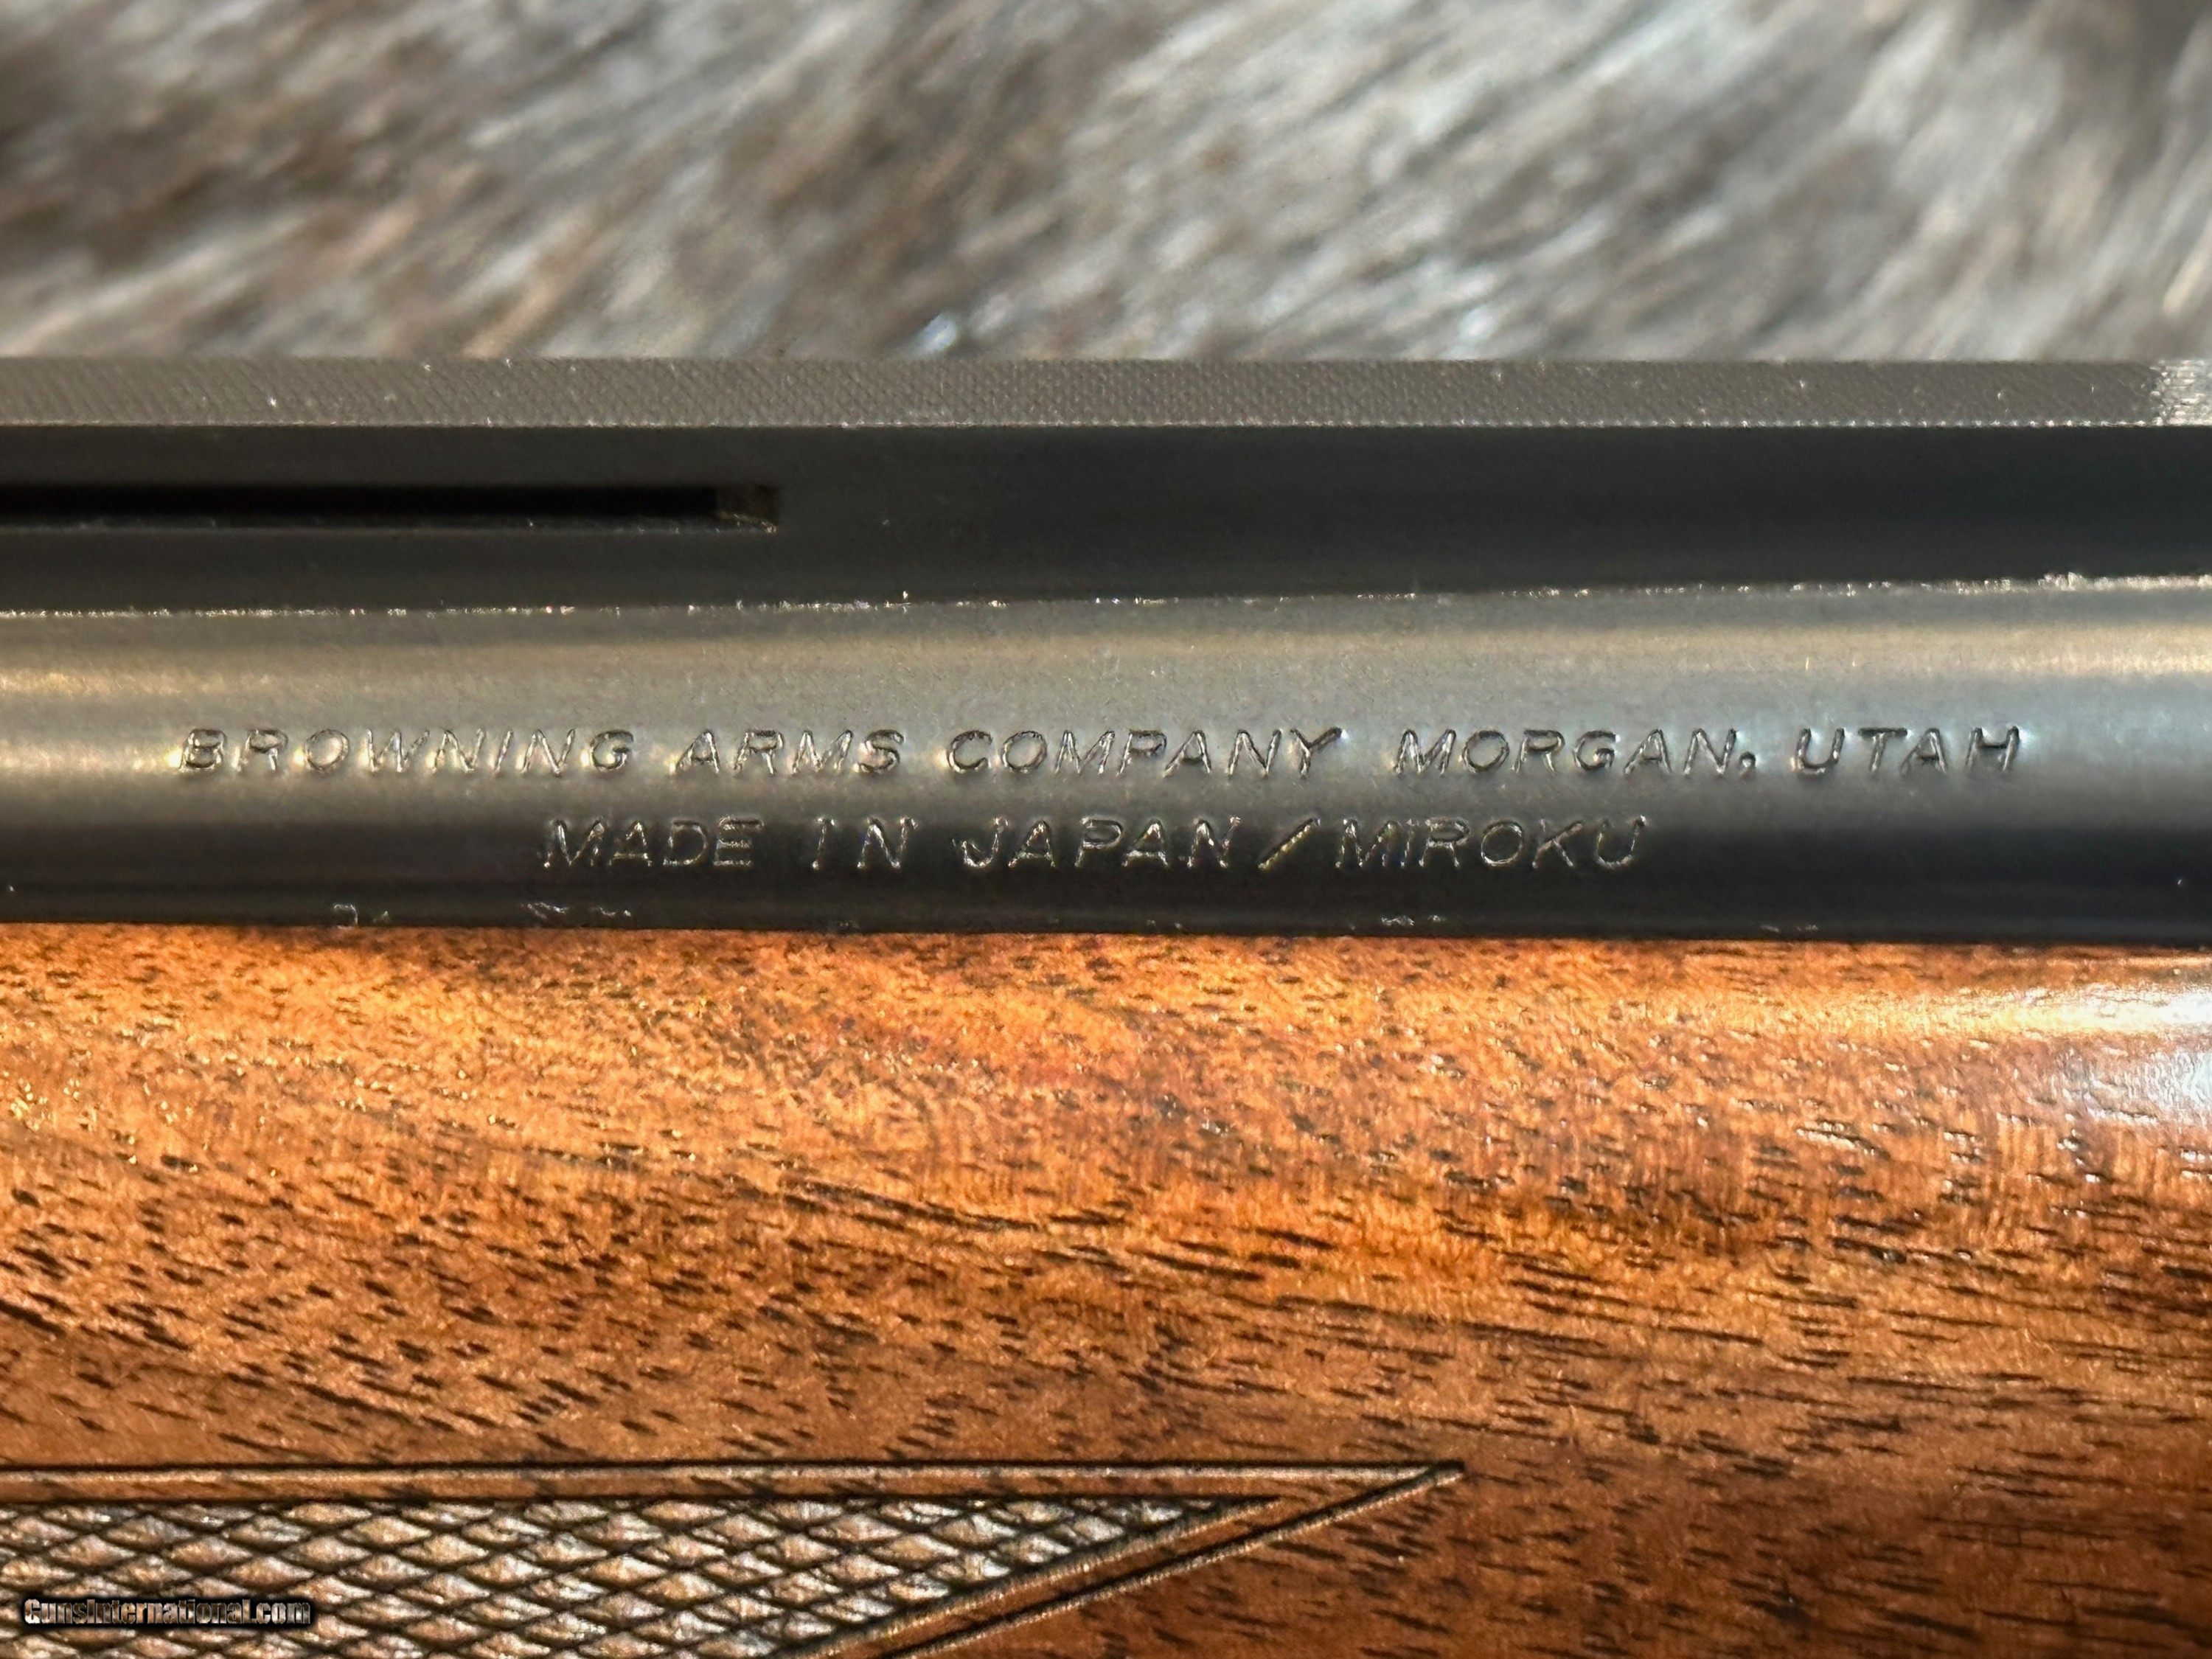 BROWNING ARMS COMPANY MORGAN, UTAH
MADE IN JAPAN/MIROKU
GunsInternational.com